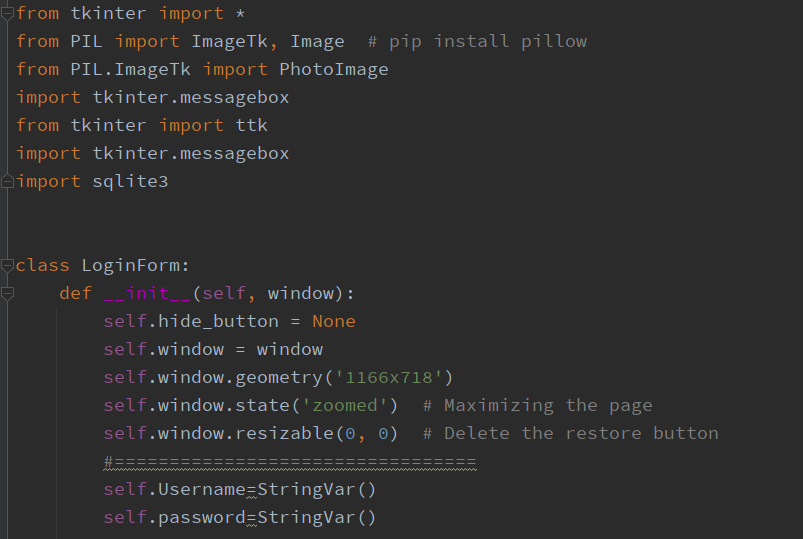 from tkinter import *
from PIL import ImageTk, Image  # pip install pillow
from PIL.ImageTk import PhotoImage
import tkinter.messagebox
from tkinter import ttk
import tkinter.messagebox
import sqlite3
class LoginForm:
    def __init__(self, window):
        self.hide_button = None
        self.window = window
        self.window.geometry('1166x718')
        self.window.state('zoomed')  # Maximizing the page
        self.window.resizable(0, 0)  # Delete the restore button
        #=================================
        self.Username=StringVar()
        self.password=StringVar()